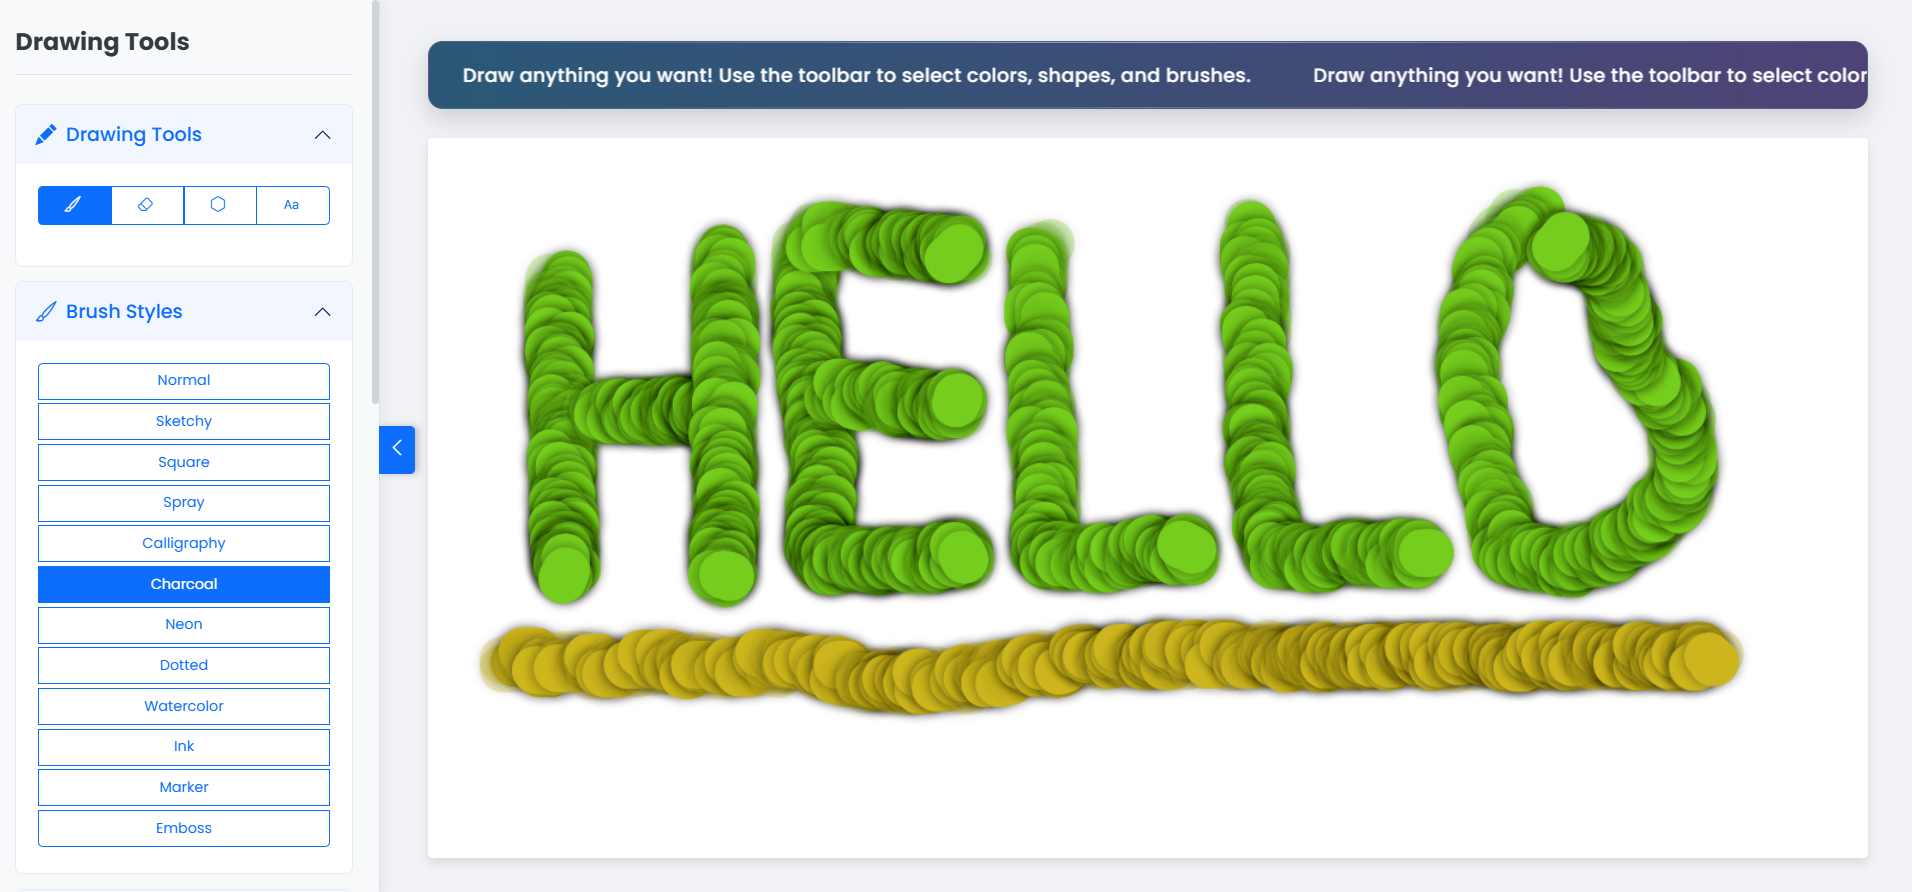 Drawing Tools
Drawing Tools
Aa
Brush Styles
Normal
Sketchy
Square
Spray
Calligraphy
Charcoal
Neon
Dotted
Watercolor
Ink
Marker
Emboss
Draw anything you want! Use the toolbar to select colors, shapes, and brushes. Draw anything you want! Use the toolbar to select color
HELLO